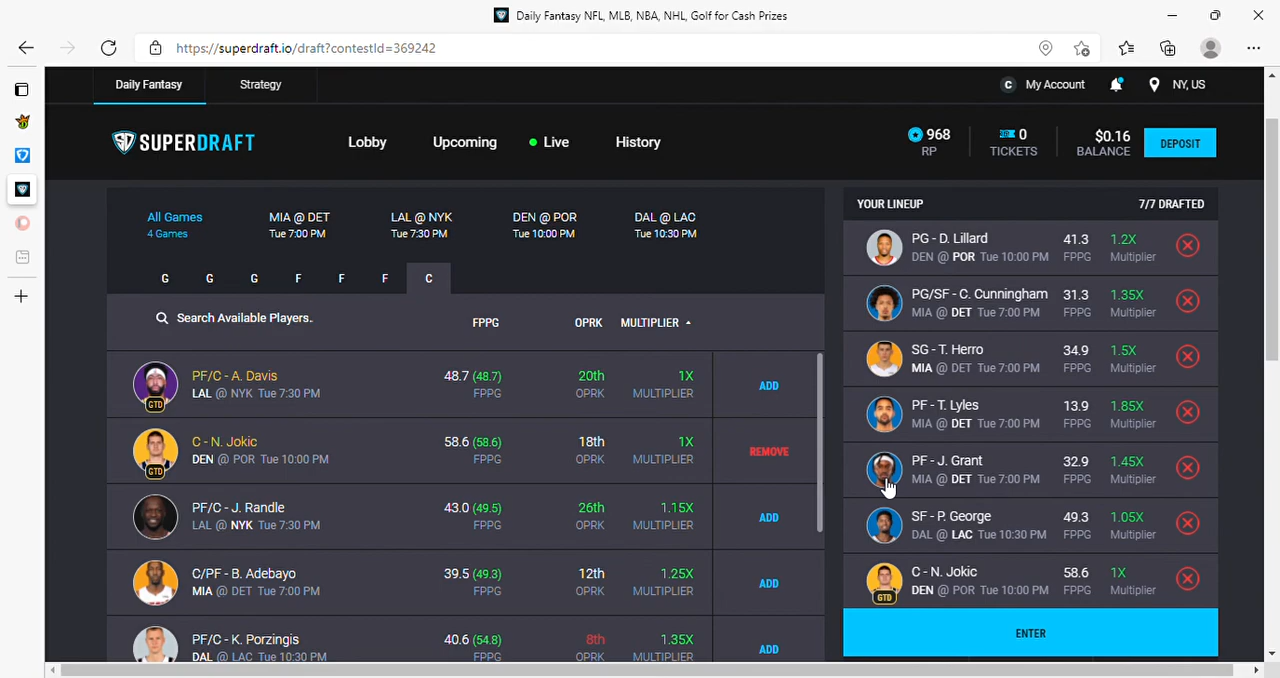 Daily Fantasy NFL, MLB, NBA, NHL, Golf for Cash Prizes
https://superdraft.io/draft?contestId=369242
Daily Fantasy
Strategy
C My Account
NY, US
SUPERDRAFT
Lobby
Upcoming
Live
History
968
RP
0
TICKETS
$0.16
BALANCE
DEPOSIT
All Games
4 Games
MIA @ DET
Tue 7:00 PM
LAL @ NYK
Tue 7:30 PM
DEN @ POR
Tue 10:00 PM
DAL @ LAC
Tue 10:30 PM
G G G F F F C
Search Available Players..
FPPG OPRK MULTIPLIER
PF/C - A. Davis 48.7 (48.7) 20th 1X
LAL @ NYK Tue 7:30 PM FPPG OPRK MULTIPLIER
GTD
ADD
C - N. Jokic 58.6 (58.6) 18th 1X
DEN @ POR Tue 10:00 PM FPPG OPRK MULTIPLIER
GTD
REMOVE
PF/C - J. Randle 43.0 (49.5) 26th 1.15X
LAL @ NYK Tue 7:30 PM FPPG OPRK MULTIPLIER
ADD
C/PF - B. Adebayo 39.5 (49.3) 12th 1.25X
MIA @ DET Tue 7:00 PM FPPG OPRK MULTIPLIER
ADD
PF/C - K. Porzingis 40.6 (54.8) 8th 1.35X
DAL @ LAC Tue 10:30 PM FPPG OPRK MULTIPLIER
ADD
YOUR LINEUP 7/7 DRAFTED
PG - D. Lillard 41.3 1.2X
DEN @ POR Tue 10:00 PM FPPG Multiplier
PG/SF - C. Cunningham 31.3 1.35X
MIA @ DET Tue 7:00 PM FPPG Multiplier
SG - T. Herro 34.9 1.5X
MIA @ DET Tue 7:00 PM FPPG Multiplier
PF - T. Lyles 13.9 1.85X
MIA @ DET Tue 7:00 PM FPPG Multiplier
PF - J. Grant 32.9 1.45X
MIA @ DET Tue 7:00 PM FPPG Multiplier
SF - P. George 49.3 1.05X
DAL @ LAC Tue 10:30 PM FPPG Multiplier
C - N. Jokic 58.6 1X
DEN @ POR Tue 10:00 PM FPPG Multiplier
GTD
ENTER